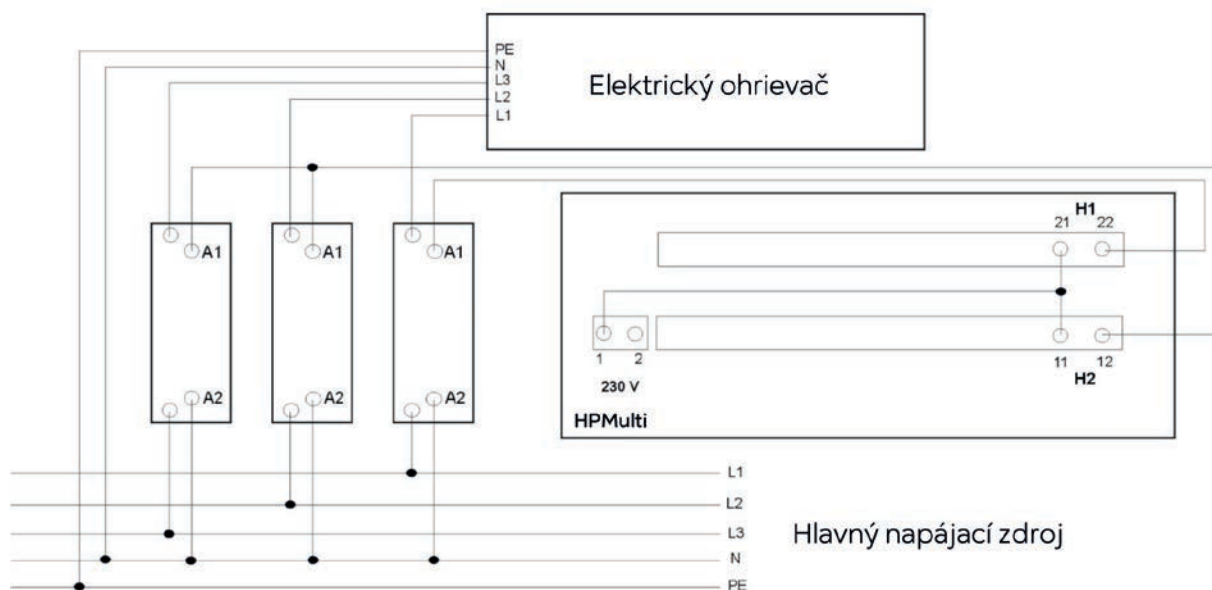 PE
N
L3
L2
L1
Elektrický ohrievač
H1
21 22
A1 A1 A1
1 2
11 12
230 V
H2
A2 A2 A2
HPMulti
L1
L2
L3
Hlavný napájací zdroj
N
PE